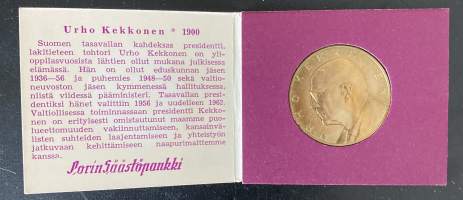 Urho Kekkonen * 1900
Suomen tasavallan kahdeksas presidentti,
lakitieteen tohtori Urho Kekkonen on yli-
oppilasvuosista lähtien ollut mukana julkisessa
elämässä. Hän on ollut eduskunnan jäsen
1936—56 ja puhemies 1948—50 sekä valtio-
neuvoston jäsen kymmenessä hallituksessa,
niistä viidessä pääministeri. Tasavallan presi-
dentiksi hänet valittiin 1956 ja uudelleen 1962.
Valtiollisessa toiminnassaan presidentti Kekko-
nen on erityisesti omistautunut maamme puo-
lueettomuuden vakiinnuttamiseen, kansainvä-
listen suhteiden laajentamiseen ja yhteistyön
jatkuvaan kehittämiseen naapurimaittemme
kanssa.
Porin Säästöpankki